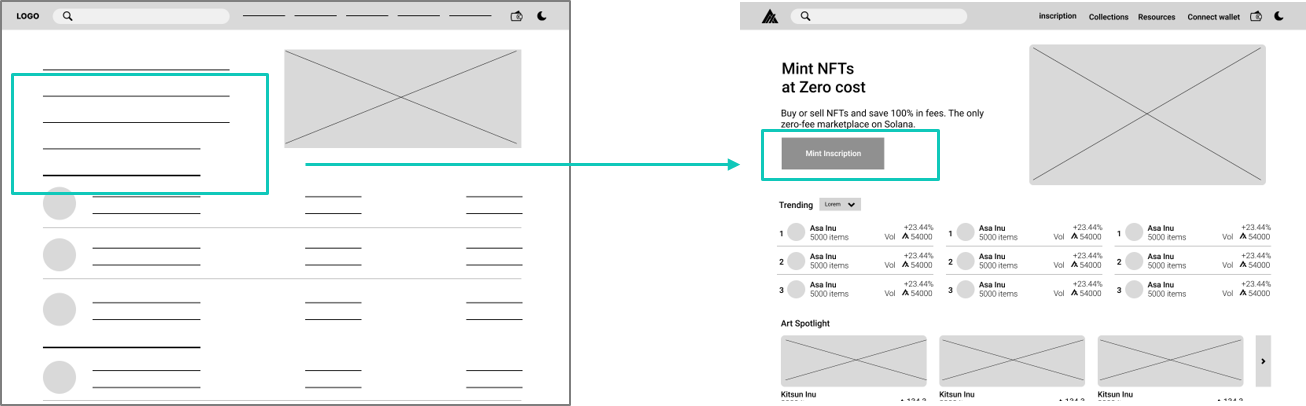 LOGO
inscription Collections Resources Connect wallet
Mint NFTs
at Zero cost
Buy or sell NFTs and save 100% in fees. The only
zero-fee marketplace on Solana.
Mint Inscription
Trending Lorem
1 Asa Inu +23.44% 1 Asa Inu +23.44% 1 Asa Inu +23.44%
5000 items Vol 54000 5000 items Vol 54000 5000 items Vol 54000
2 Asa Inu +23.44% 2 Asa Inu +23.44% 2 Asa Inu +23.44%
5000 items Vol 54000 5000 items Vol 54000 5000 items Vol 54000
3 Asa Inu +23.44% 3 Asa Inu +23.44% 3 Asa Inu +23.44%
5000 items Vol 54000 5000 items Vol 54000 5000 items Vol 54000
Art Spotlight
Kitsun Inu Kitsun Inu Kitsun Inu